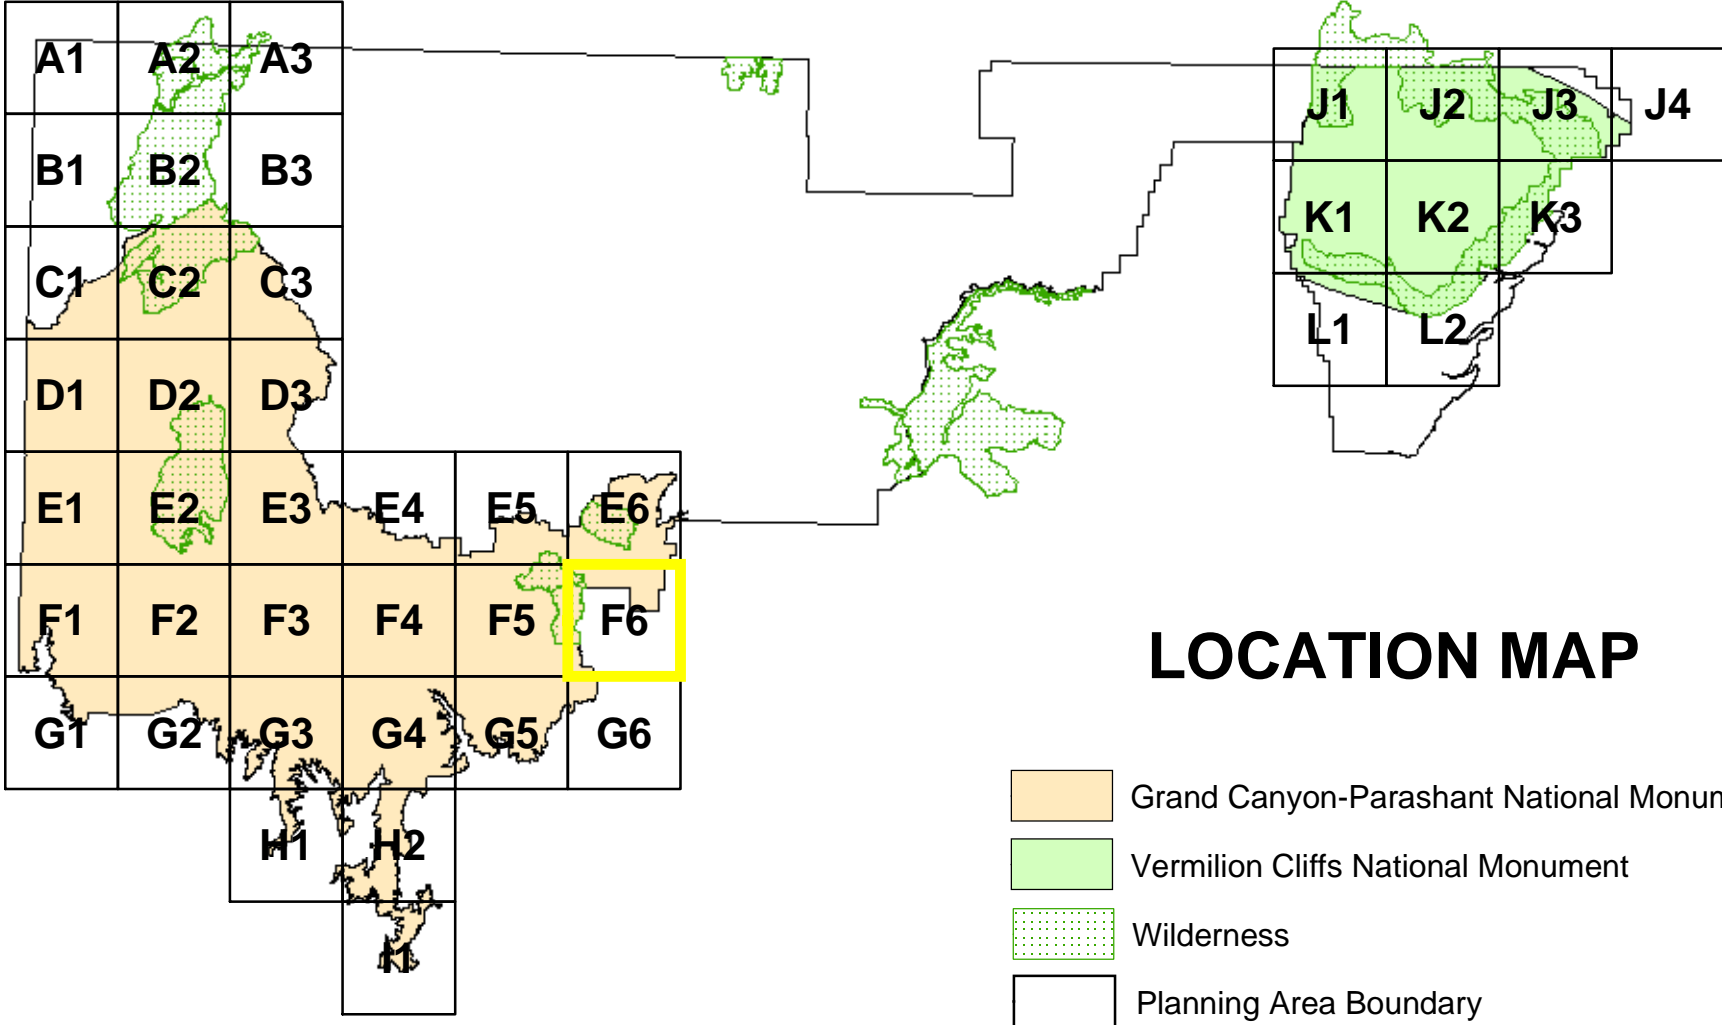 A1 A2 A3
J1 J2 J3 J4
B1 B2 B3
K1 K2 K3
C1 C2 C3
L1 L2
D1 D2 D3
E1 E2 E3 E4 E5 E6
F1 F2 F3 F4 F5 F6
G1 G2 G3 G4 G5 G6
H1 H2
I1
LOCATION MAP
Grand Canyon-Parashant National Monum
Vermilion Cliffs National Monument
Wilderness
Planning Area Boundary